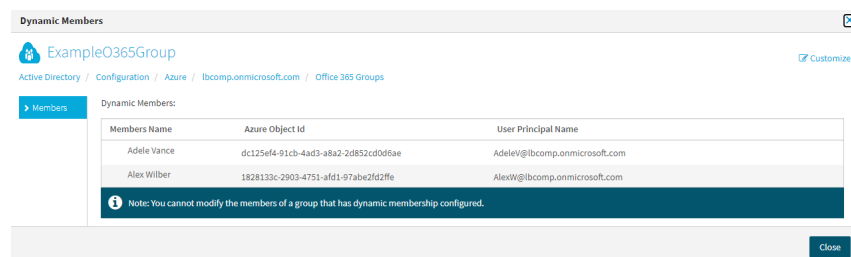 Dynamic Members
ExampleO365Group
Customize
Active Directory / Configuration / Azure / lbcomp.onmicrosoft.com / Office 365 Groups
Members
Dynamic Members:
Members Name Azure Object Id User Principal Name
Adele Vance dc125ef4-91cb-4ad3-a8a2-2d852cd0d6ae AdeleV@lbcomp.onmicrosoft.com
Alex Wilber 1828133c-2903-4751-afd1-97abe2fd2ffe AlexW@lbcomp.onmicrosoft.com
Note: You cannot modify the members of a group that has dynamic membership configured.
Close